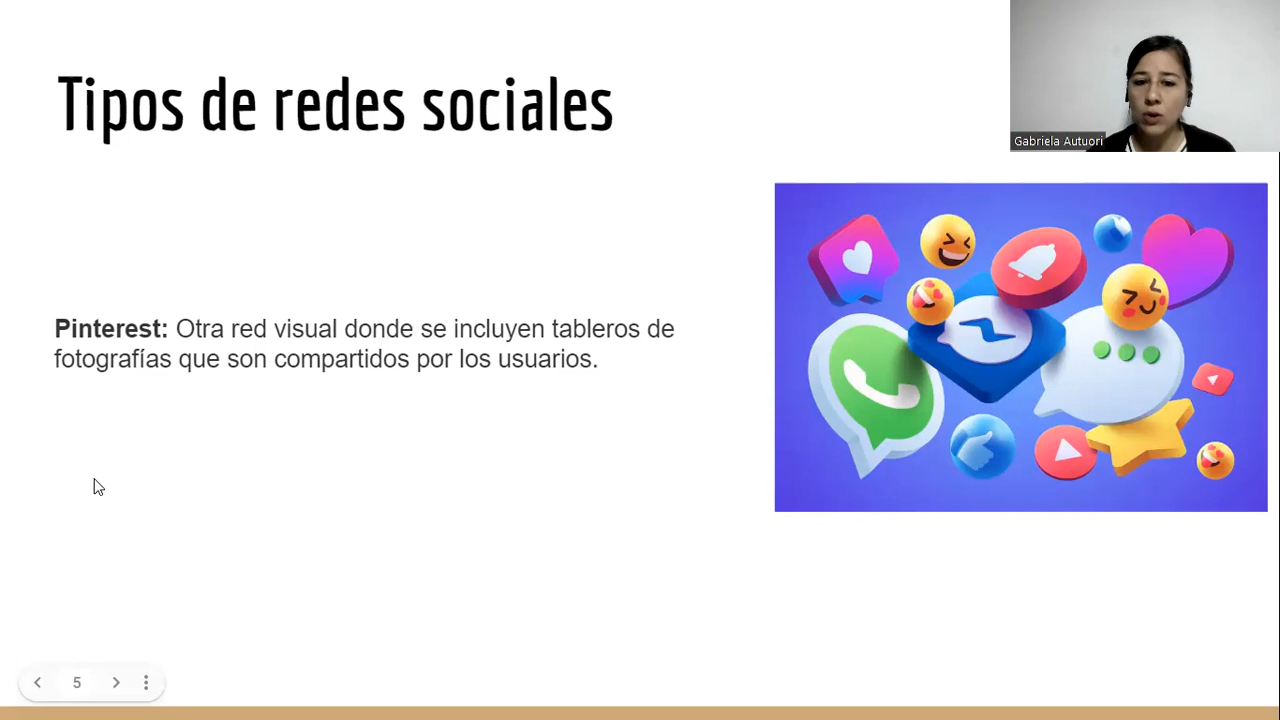 Tipos de redes sociales
Gabriela Autuori
Pinterest: Otra red visual donde se incluyen tableros de
fotografías que son compartidos por los usuarios.
5